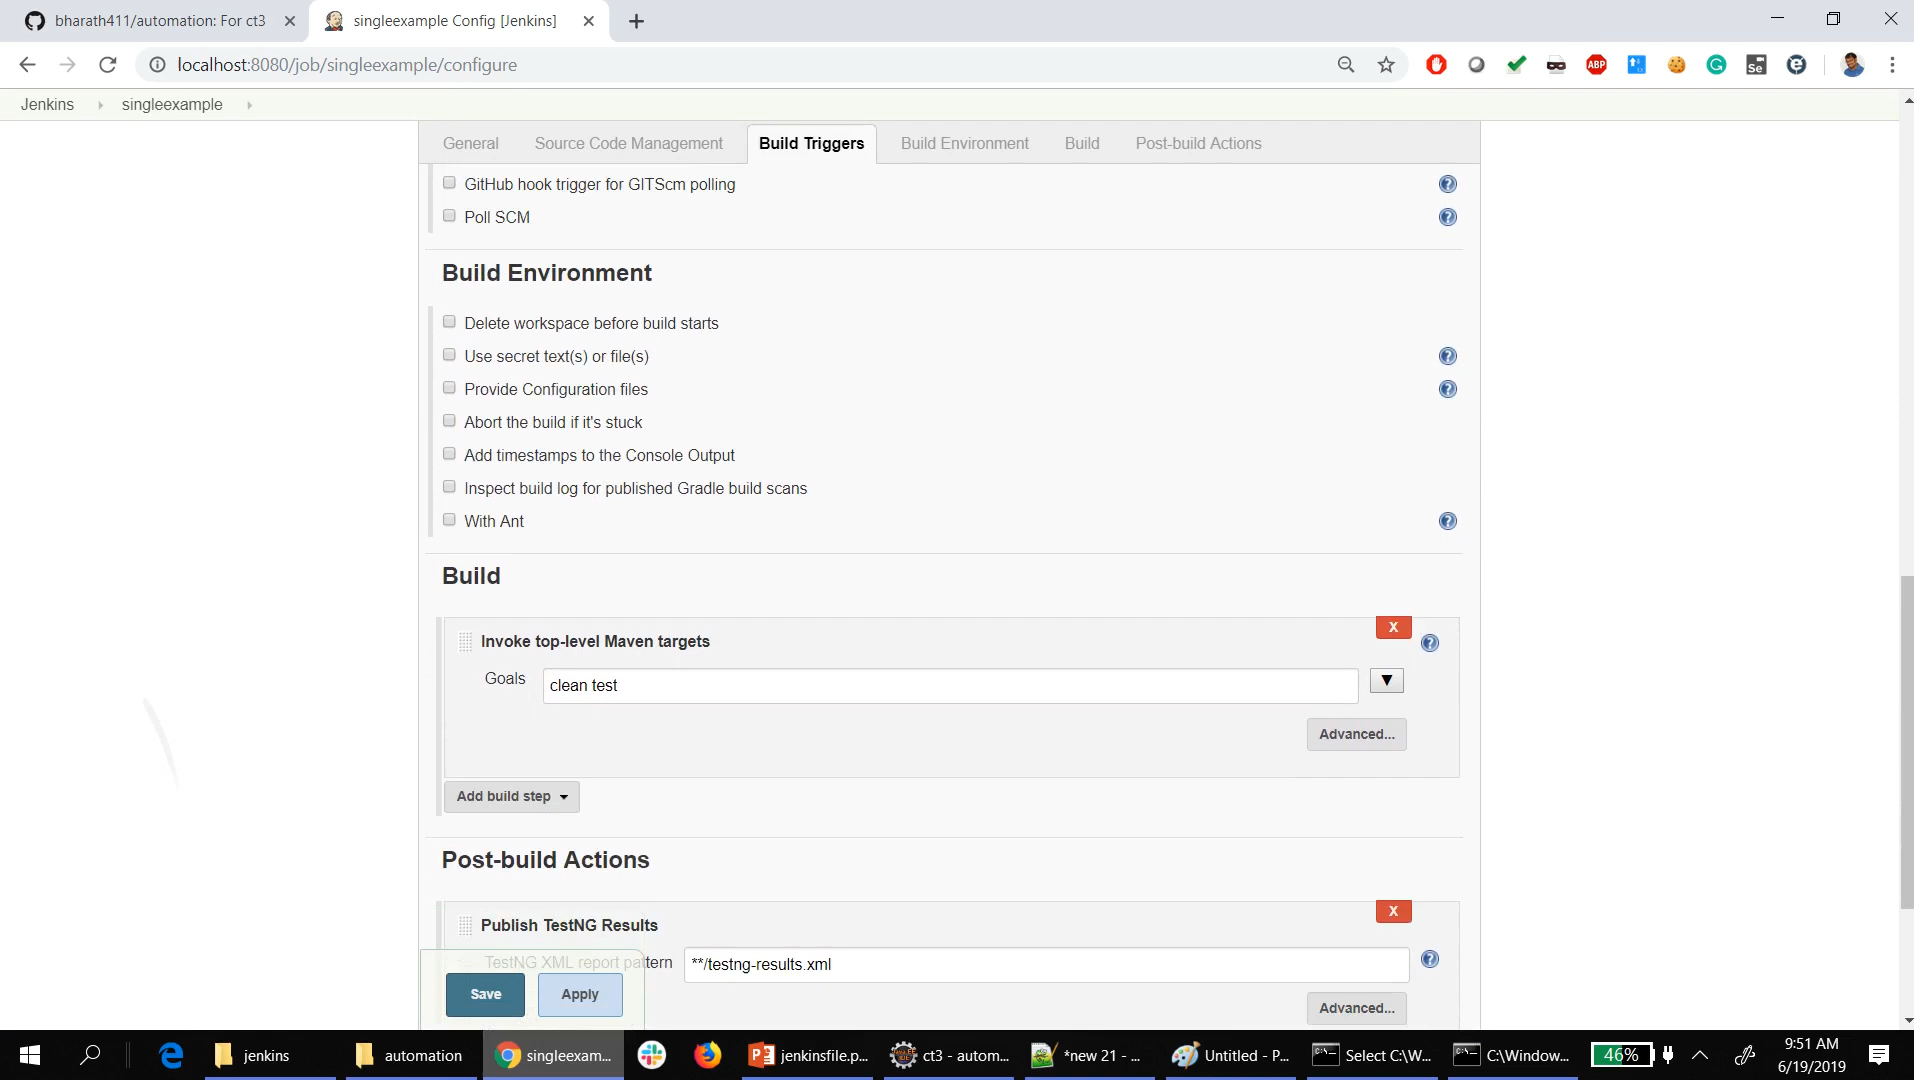 bharath411/automation: For ct3
singleexample Config [Jenkins]
localhost:8080/job/singleexample/configure
ABP
Se
Jenkins
singleexample
General
Source Code Management
Build Triggers
Build Environment
Build
Post-build Actions
GitHub hook trigger for GITScm polling
Poll SCM
Build Environment
Delete workspace before build starts
Use secret text(s) or file(s)
Provide Configuration files
Abort the build if it's stuck
Add timestamps to the Console Output
Inspect build log for published Gradle build scans
With Ant
Build
X
Invoke top-level Maven targets
Goals
clean test
Advanced...
Add build step
Post-build Actions
X
Publish TestNG Results
TestNG XML report pattern
**/testng-results.xml
Save
Apply
Advanced...
jenkins
automation
singleexam...
jenkinsfile.p...
ct3 - autom...
*new 21 - ...
Untitled - P...
Select C:\W...
C:\Window...
46%
9:51 AM
6/19/2019